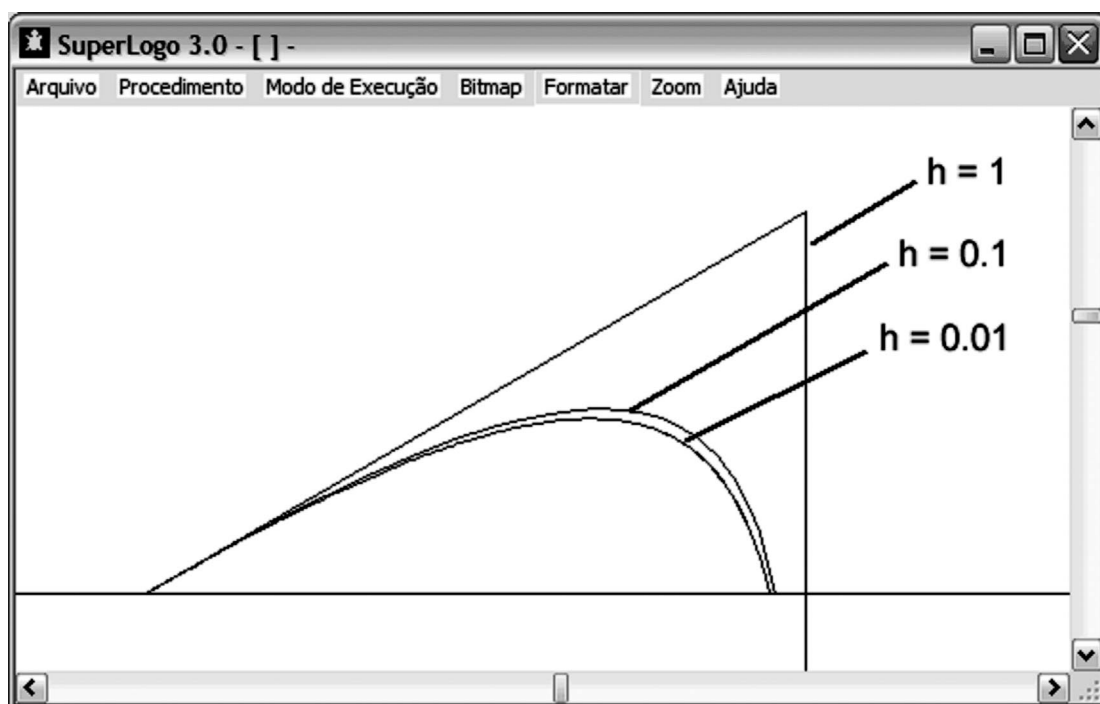 SuperLogo 3.0 - [ ] -
Arquivo Procedimento Modo de Execução Bitmap Formatar Zoom Ajuda
h = 1
h = 0.1
h = 0.01